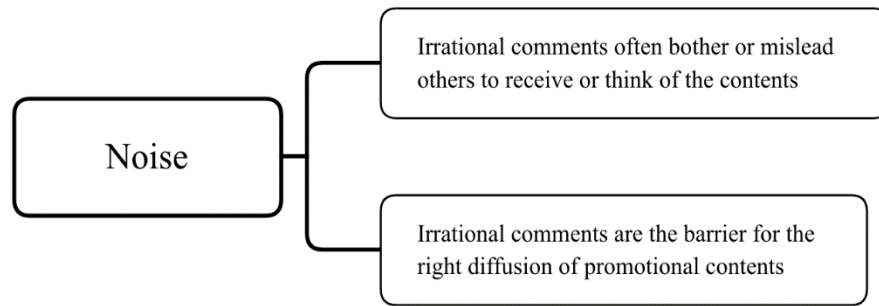 Noise
Irrational comments often bother or mislead
others to receive or think of the contents
Irrational comments are the barrier for the
right diffusion of promotional contents